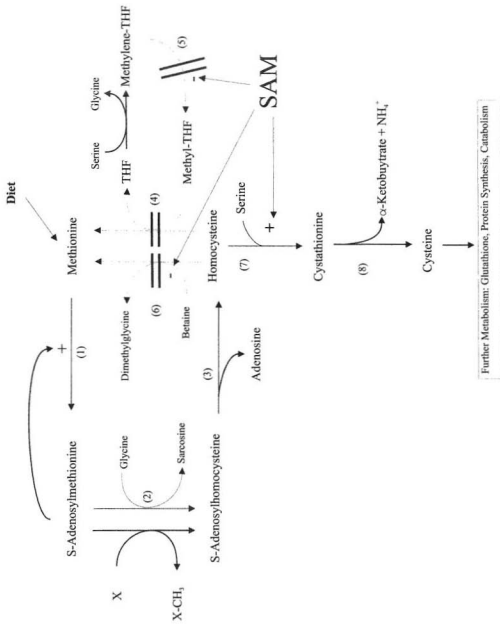 Diet
Glycine
Serine
THF
Methylene-THF
(5)
-
Methyl-THF
SAM
Methionine
(4)
(6)
-
Dimethylglycine
Betaine
Homocysteine
+
(1)
S-Adenosylmethionine
Glycine
(2)
Sarcosine
X
X-CH3
S-Adenosylhomocysteine
(3)
Adenosine
(7)
Serine
+
Cystathionine
(8)
α-Ketobuytrate + NH4+
Cysteine
Further Metabolism: Glutathione, Protein Synthesis, Catabolism